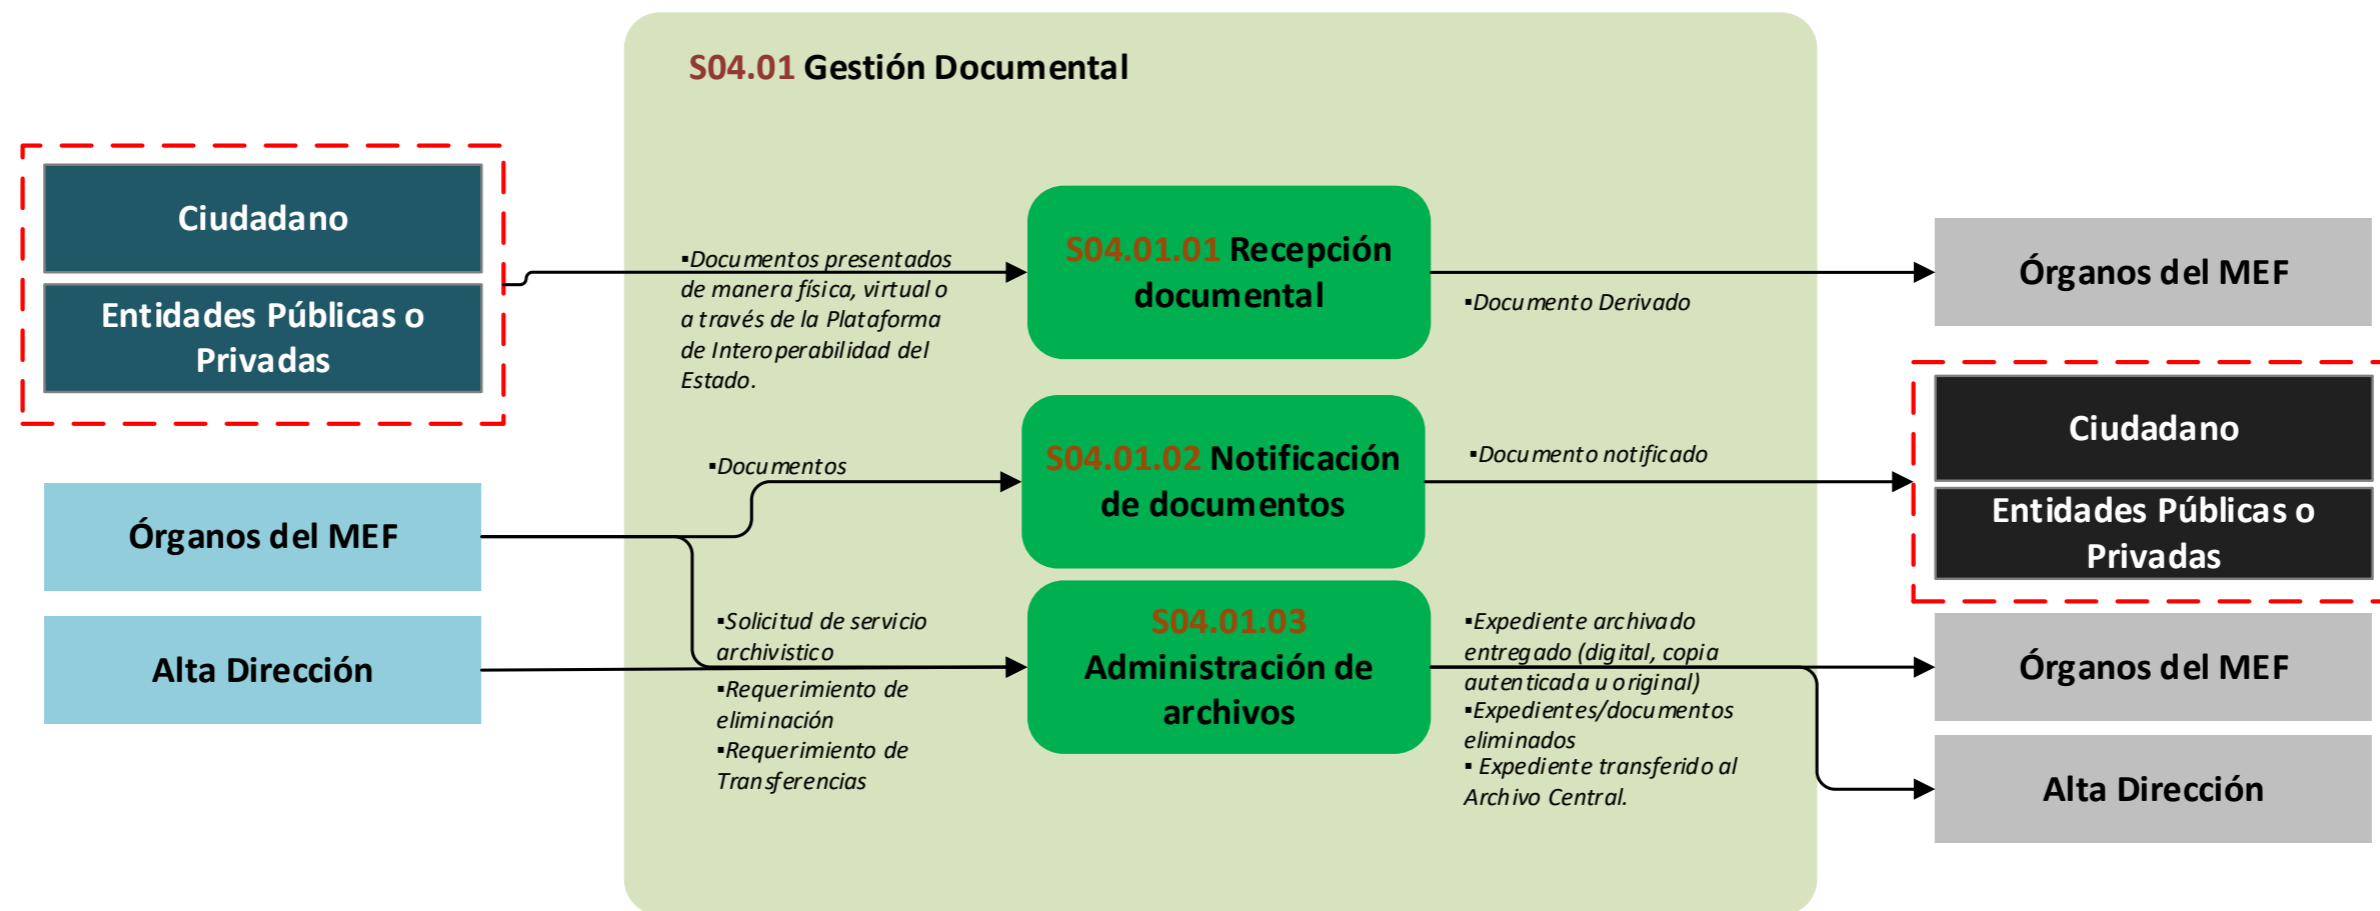 S04.01 Gestión Documental
Ciudadano
Entidades Públicas o
Privadas
▪Documentos presentados
de manera física, virtual o
a través de la Plataforma
de Interoperabilidad del
Estado.
S04.01.01 Recepción
documental
▪Documento Derivado
Órganos del MEF
Órganos del MEF
▪Documentos
S04.01.02 Notificación
de documentos
▪Documento notificado
Ciudadano
Entidades Públicas o
Privadas
Alta Dirección
▪Solicitud de servicio
archivistico
▪Requerimiento de
eliminación
▪Requerimiento de
Transferencias
S04.01.03
Administración de
archivos
▪Expediente archivado
entregado (digital, copia
autenticada u original)
▪Expedientes/documentos
eliminados
▪ Expediente transferido al
Archivo Central.
Órganos del MEF
Alta Dirección